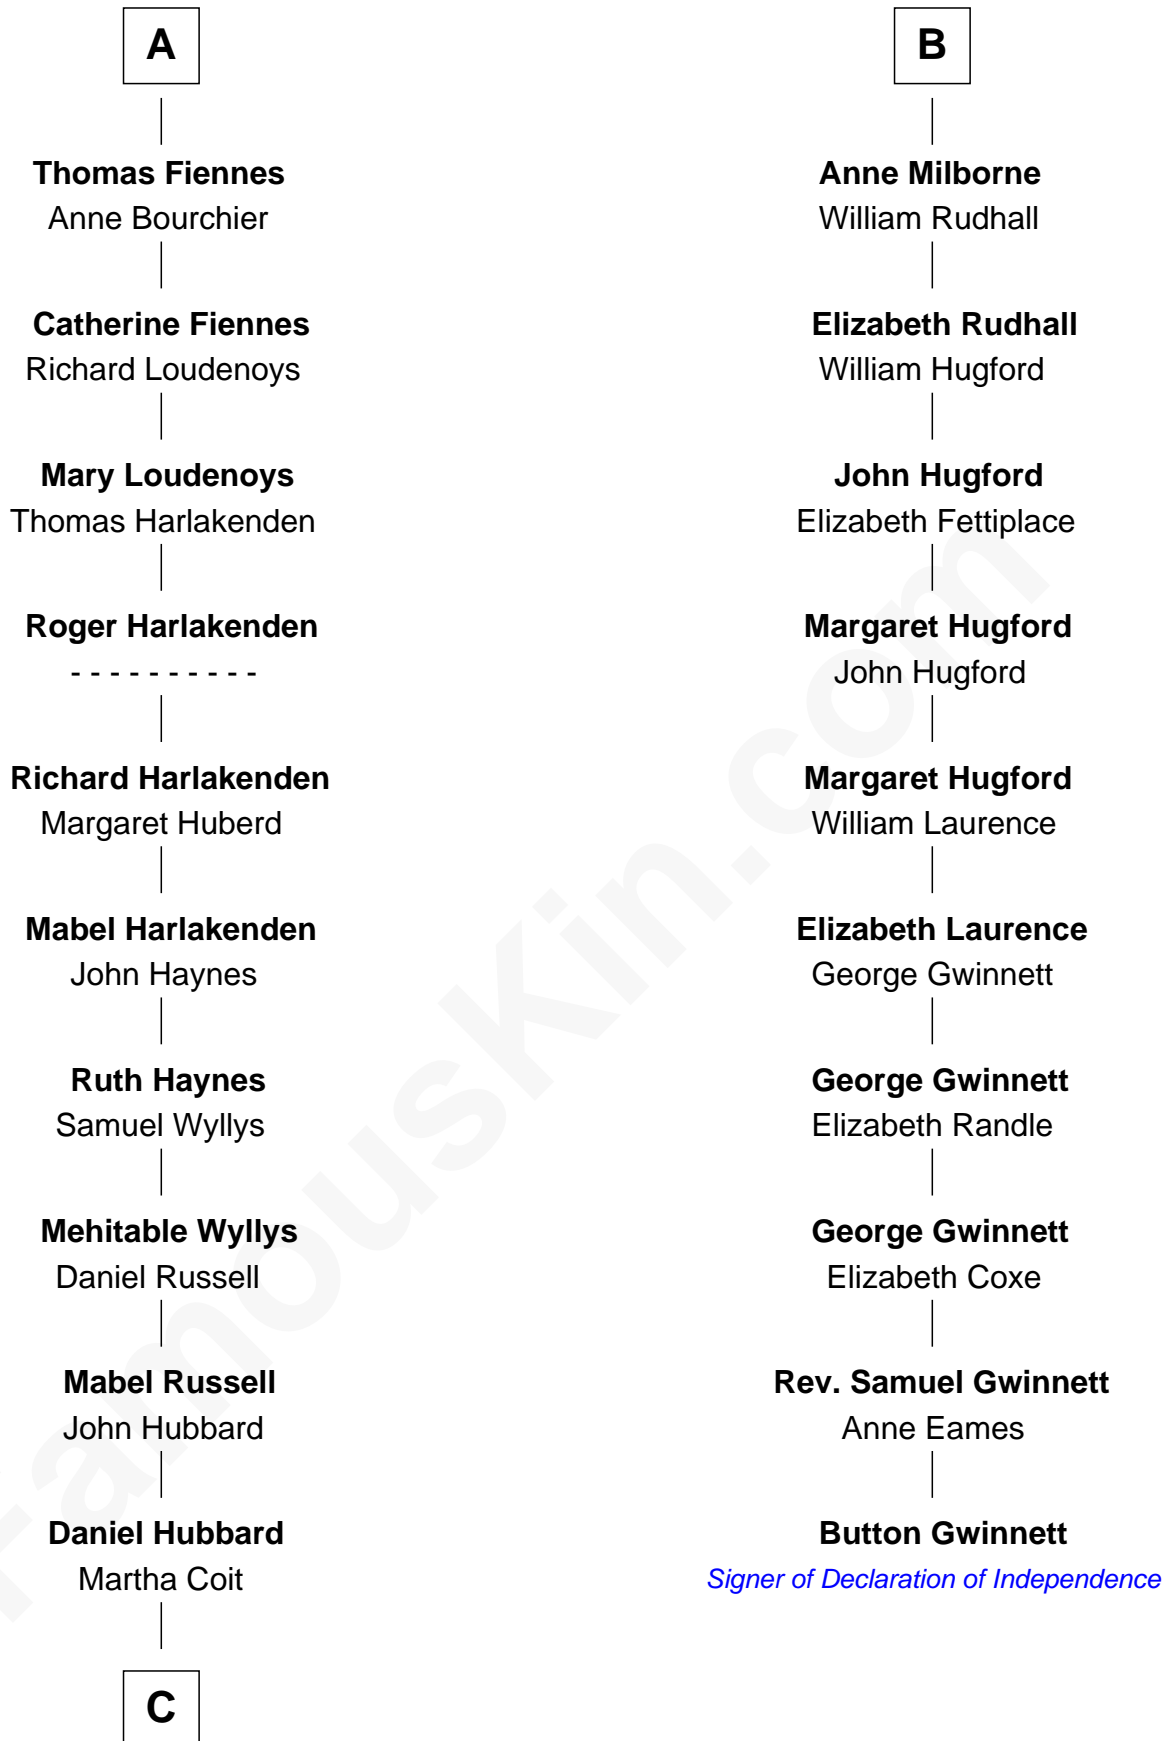 A
Thomas Fiennes
Anne Bourchier
Catherine Fiennes
Richard Loudenoys
Mary Loudenoys
Thomas Harlakenden
Roger Harlakenden
- - - - - - - - - -
Richard Harlakenden
Margaret Huberd
Mabel Harlakenden
John Haynes
Ruth Haynes
Samuel Wyllys
Mehitable Wyllys
Daniel Russell
Mabel Russell
John Hubbard
Daniel Hubbard
Martha Coit
C
B
Anne Milborne
William Rudhall
Elizabeth Rudhall
William Hugford
John Hugford
Elizabeth Fettiplace
Margaret Hugford
John Hugford
Margaret Hugford
William Laurence
Elizabeth Laurence
George Gwinnett
George Gwinnett
Elizabeth Randle
George Gwinnett
Elizabeth Coxe
Rev. Samuel Gwinnett
Anne Eames
Button Gwinnett
Signer of Declaration of Independence
FamousKin.com